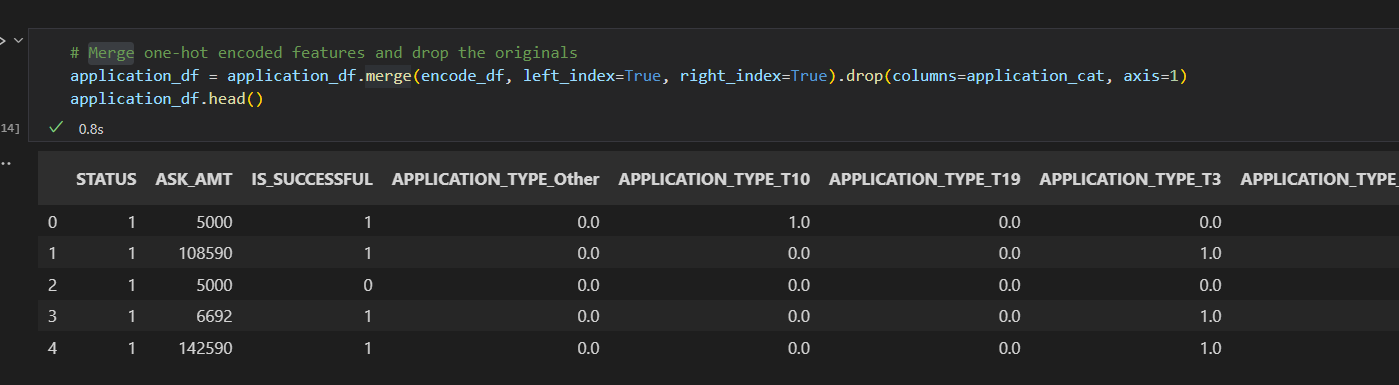 # Merge one-hot encoded features and drop the originals
application_df = application_df.merge(encode_df, left_index=True, right_index=True).drop(columns=application_cat, axis=1)
application_df.head()
14]
0.8s
STATUS ASK_AMT IS_SUCCESSFUL APPLICATION_TYPE_Other APPLICATION_TYPE_T10 APPLICATION_TYPE_T19 APPLICATION_TYPE_T3 APPLICATION_TYPE_
0 1 5000 1 0.0 1.0 0.0 0.0
1 1 108590 1 0.0 0.0 0.0 1.0
2 1 5000 0 0.0 0.0 0.0 0.0
3 1 6692 1 0.0 0.0 0.0 1.0
4 1 142590 1 0.0 0.0 0.0 1.0